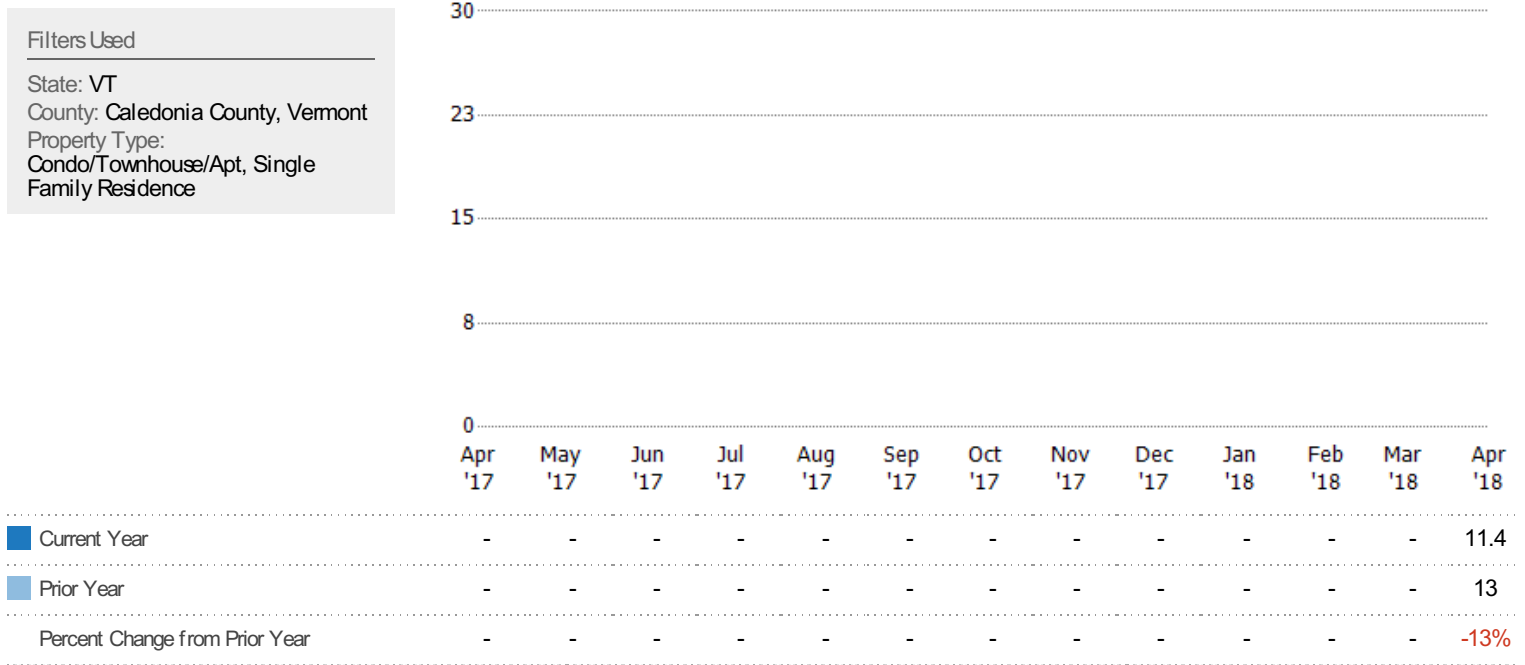 Filters Used
State: VT
County: Caledonia County, Vermont
Property Type:
Condo/Townhouse/Apt, Single
Family Residence
30
23
15
8
0
Apr May Jun Jul Aug Sep Oct Nov Dec Jan Feb Mar Apr
'17 '17 '17 '17 '17 '17 '17 '17 '17 '18 '18 '18 '18
Current Year - - - - - - - - - - - - 11.4
Prior Year - - - - - - - - - - - - 13
Percent Change from Prior Year - - - - - - - - - - - - -13%